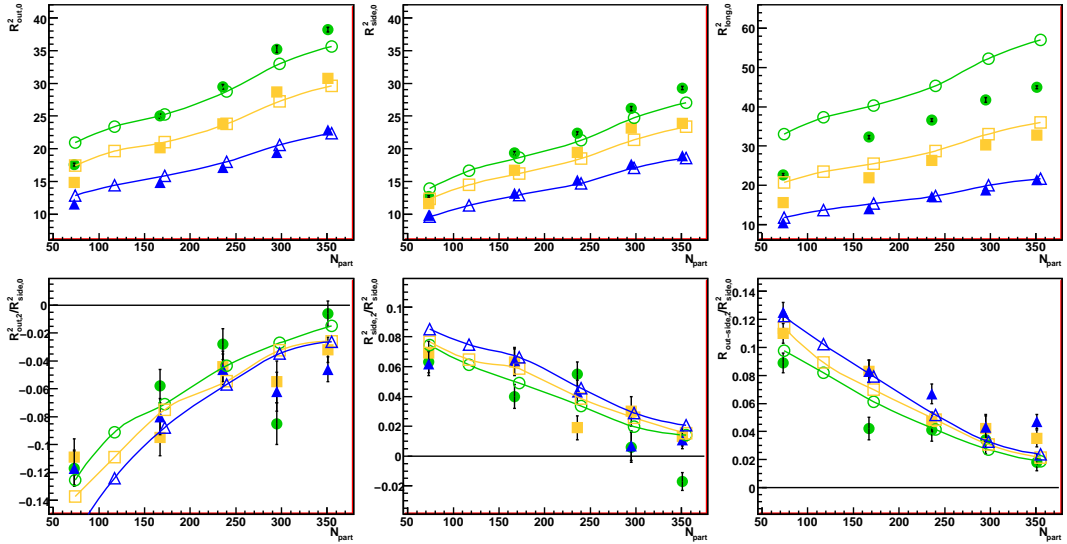 R²out,0
40
35
30
25
20
15
10
50 100 150 200 250 300 350
Npart
R²side,0
40
35
30
25
20
15
10
50 100 150 200 250 300 350
Npart
R²long,0
60
50
40
30
20
10
50 100 150 200 250 300 350
Npart
R²out,2/R²side,0
0
−0.02
−0.04
−0.06
−0.08
−0.1
−0.12
−0.14
50 100 150 200 250 300 350
Npart
R²side,2/R²side,0
0.1
0.08
0.06
0.04
0.02
0
−0.02
50 100 150 200 250 300 350
Npart
Rout-side,2/R²side,0
0.14
0.12
0.1
0.08
0.06
0.04
0.02
0
50 100 150 200 250 300 350
Npart